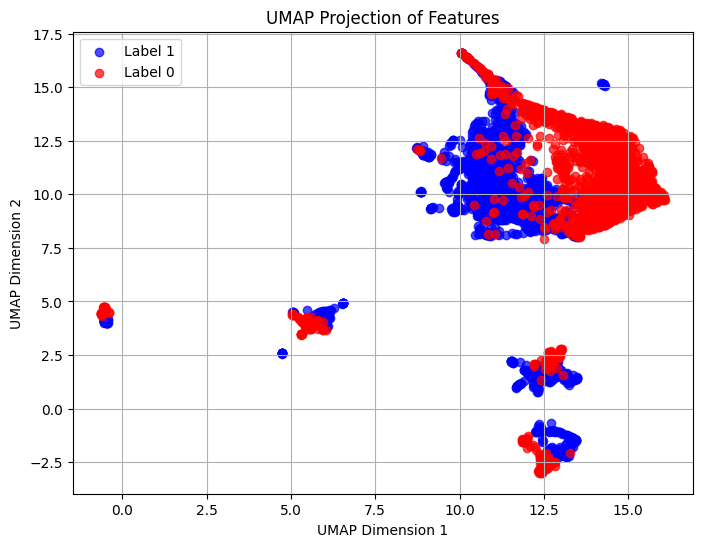 UMAP Projection of Features
Label 1
Label 0
UMAP Dimension 2
17.5
15.0
12.5
10.0
7.5
5.0
2.5
0.0
−2.5
0.0 2.5 5.0 7.5 10.0 12.5 15.0
UMAP Dimension 1